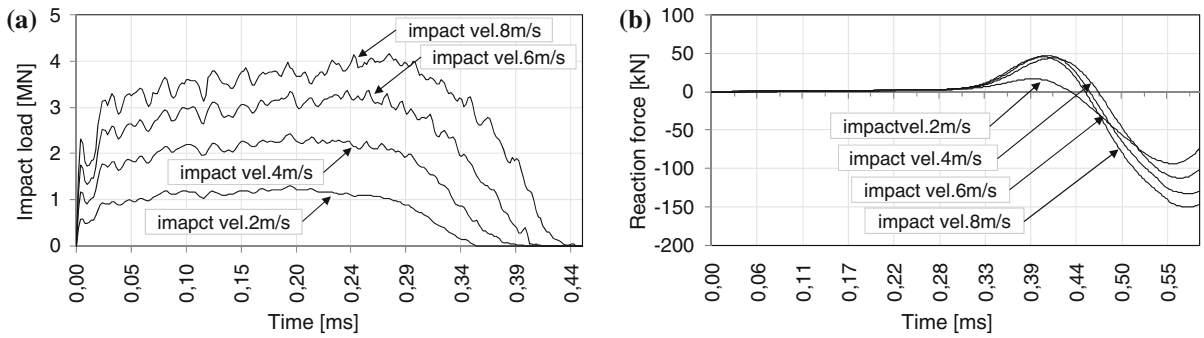 (a)
Impact load [MN]
5
4
3
2
1
0
impact vel.8m/s
impact vel.6m/s
impact vel.4m/s
imapct vel.2m/s
0,00
0,05
0,10
0,15
0,20
0,24
0,29
0,34
0,39
0,44
Time [ms]
(b)
Reaction force [kN]
100
50
0
-50
-100
-150
-200
impactvel.2m/s
impact vel.4m/s
impact vel.6m/s
impact vel.8m/s
0,00
0,06
0,11
0,17
0,22
0,28
0,33
0,39
0,44
0,50
0,55
Time [ms]